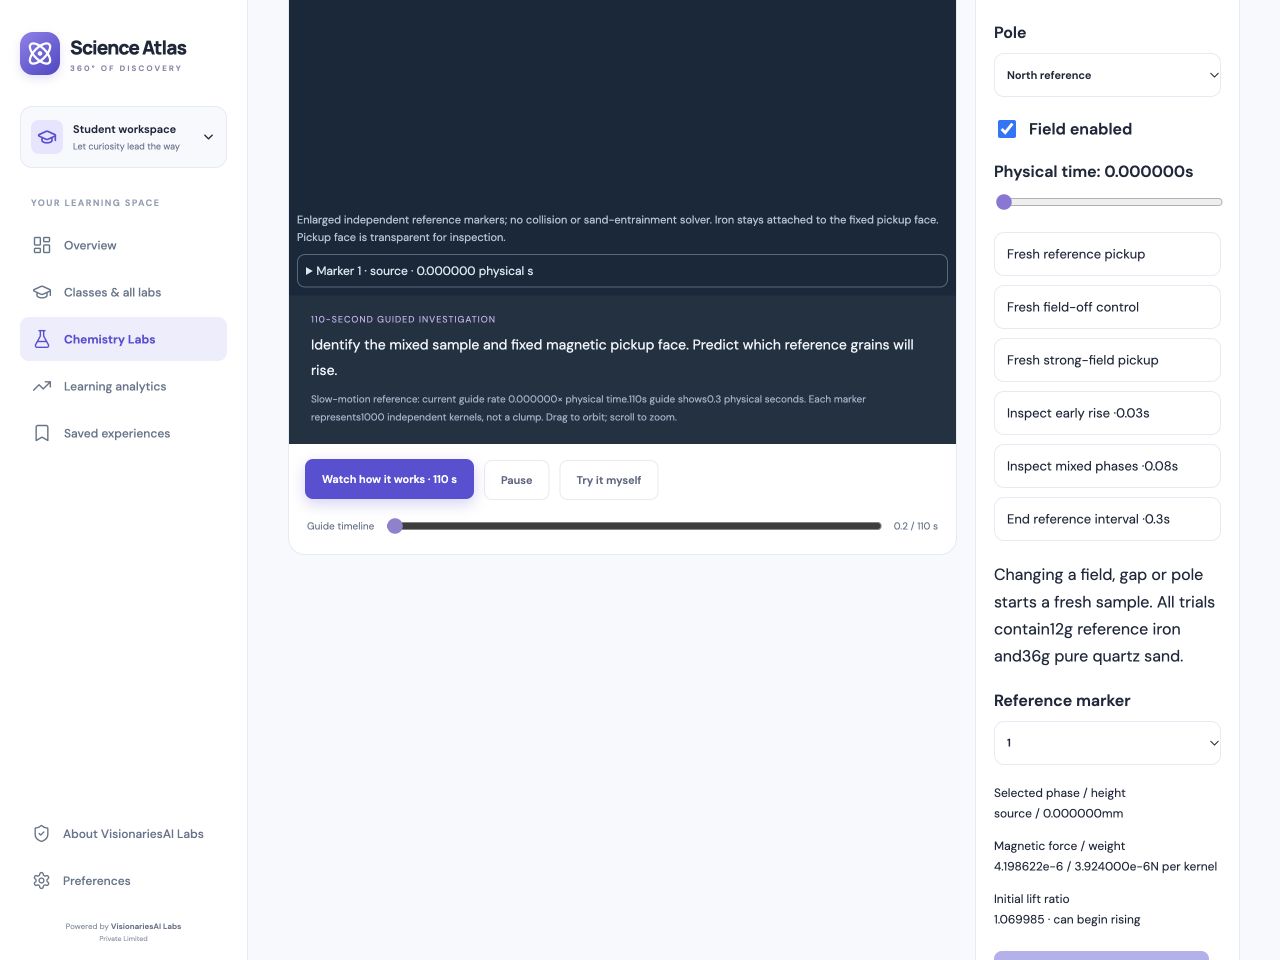 Science Atlas
360° OF DISCOVERY
Student workspace
Let curiosity lead the way
YOUR LEARNING SPACE
Overview
Classes & all labs
Chemistry Labs
Learning analytics
Saved experiences
About VisionariesAI Labs
Preferences
Powered by VisionariesAI Labs
Private Limited
Enlarged independent reference markers; no collision or sand-entrainment solver. Iron stays attached to the fixed pickup face.
Pickup face is transparent for inspection.
Marker 1 · source · 0.000000 physical s
110-SECOND GUIDED INVESTIGATION
Identify the mixed sample and fixed magnetic pickup face. Predict which reference grains will
rise.
Slow-motion reference: current guide rate 0.000000× physical time.110s guide shows0.3 physical seconds. Each marker
represents1000 independent kernels, not a clump. Drag to orbit; scroll to zoom.
Watch how it works · 110 s
Pause
Try it myself
Guide timeline
0.2 / 110 s
Pole
North reference
Field enabled
Physical time: 0.000000s
Fresh reference pickup
Fresh field-off control
Fresh strong-field pickup
Inspect early rise ·0.03s
Inspect mixed phases ·0.08s
End reference interval ·0.3s
Changing a field, gap or pole
starts a fresh sample. All trials
contain12g reference iron
and36g pure quartz sand.
Reference marker
1
Selected phase / height
source / 0.000000mm
Magnetic force / weight
4.198622e-6 / 3.924000e-6N per kernel
Initial lift ratio
1.069985 · can begin rising